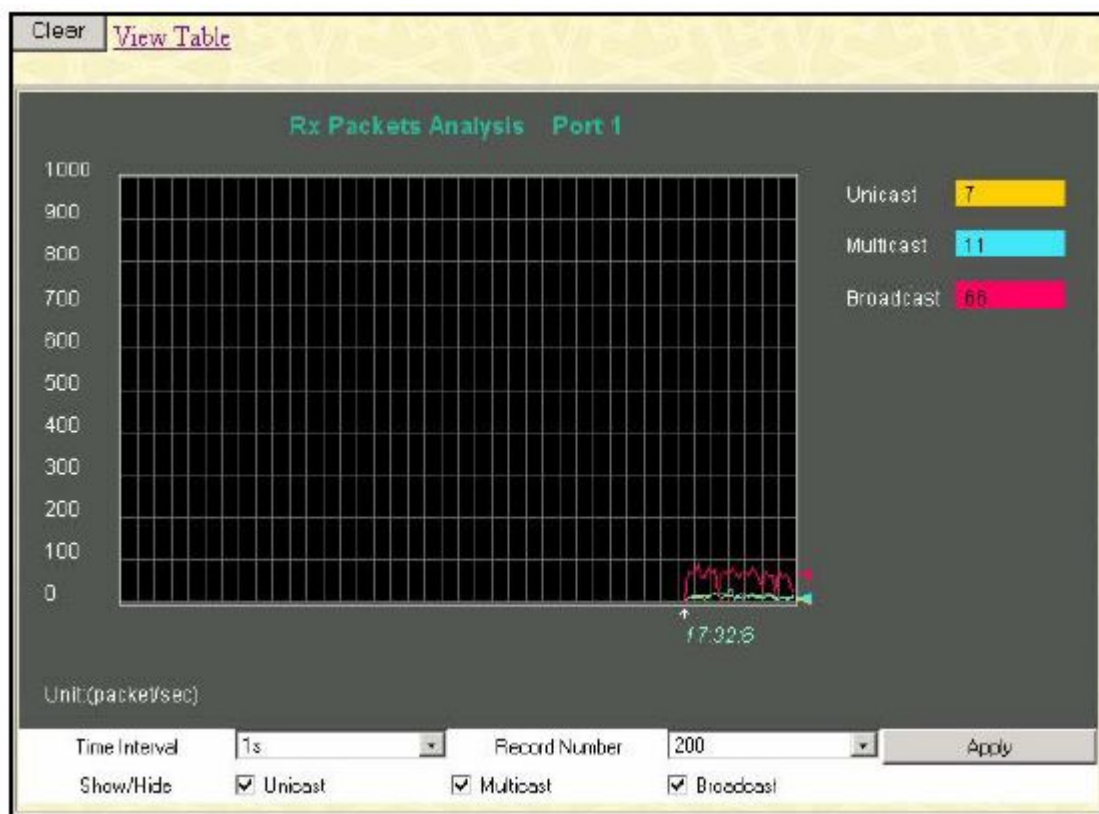 Clear View Table
Rx Packets Analysis Port 1
1000
900
800
700
600
500
400
300
200
100
0
Unicast 7
Multicast 11
Broadcast 66
17:32:6
Unit:(packet/sec)
Time Interval 1s Record Number 200 Apply
Show/Hide Unicast Multicast Broadcast